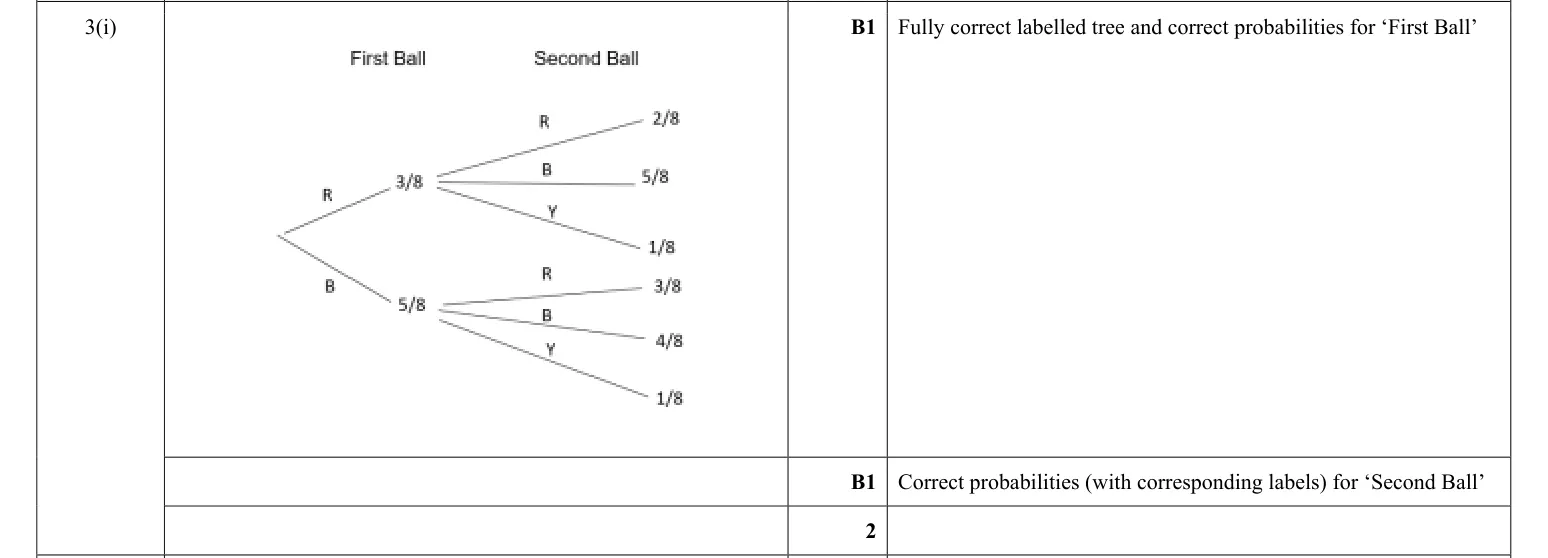 3(i)
First Ball Second Ball
R 2/8
B 5/8
R 3/8
Y 1/8
B 5/8
R 3/8
B 4/8
Y 1/8
B1 Fully correct labelled tree and correct probabilities for ‘First Ball’
B1 Correct probabilities (with corresponding labels) for ‘Second Ball’
2